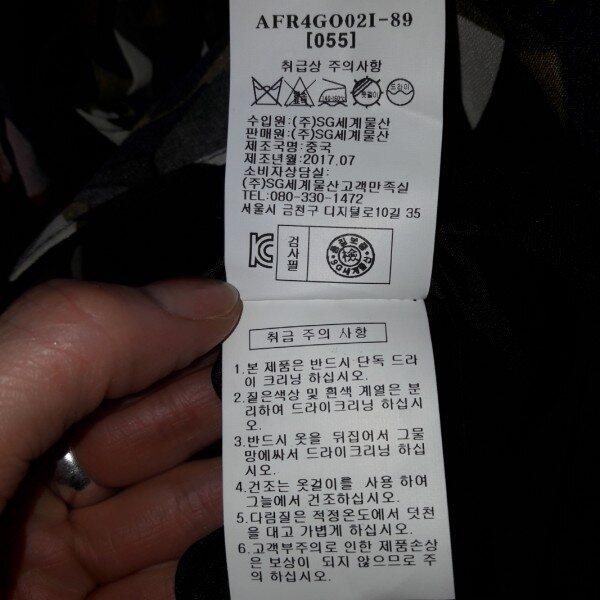 AFR4GO02I-89
[055]
취급상 주의사항
140~160℃
옷걸이
드라이
수입원:(주)SG세계물산
판매원:(주)SG세계물산
제조국명:중국
제조년월:2017.07
소비자상담실:
(주)SG세계물산고객만족실
TEL:080-330-1472
서울시 금천구 디지털로10길 35
검사필
취급 주의 사항
1.본 제품은 반드시 단독 드라
이 크리닝 하십시오.
2.짙은색상 및 흰색 계열은 분
리하여 드라이크리닝 하십시
오.
3.반드시 옷을 뒤집어서 그물
망에싸서 드라이크리닝 하십
시오.
4.건조는 옷걸이를 사용 하여
그늘에서 건조하십시오.
5.다림질은 적정온도에서 덧천
을 대고 가볍게 하십시오.
6.고객부주의로 인한 제품손상
은 보상이 되지 않으므로 주
의 하십시오.